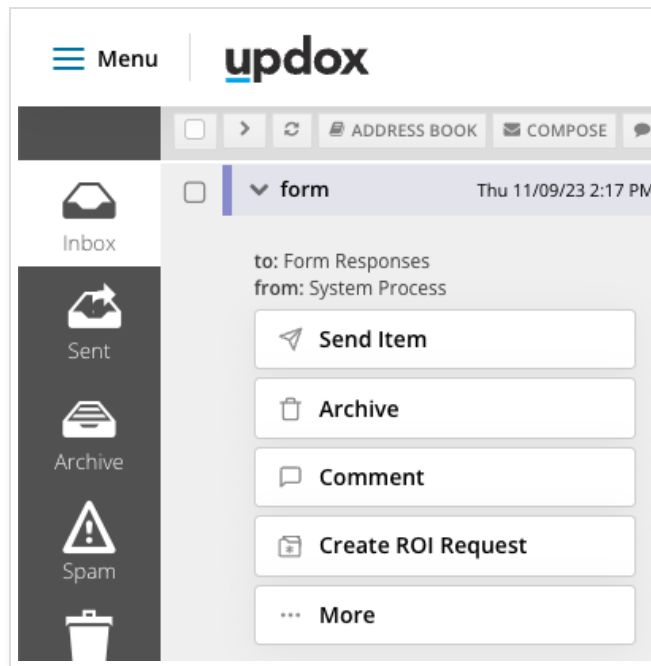 Menu
updox
ADDRESS BOOK COMPOSE
form Thu 11/09/23 2:17 PM
Inbox
to: Form Responses
from: System Process
Send Item
Sent
Archive
Archive
Comment
Create ROI Request
Spam
More